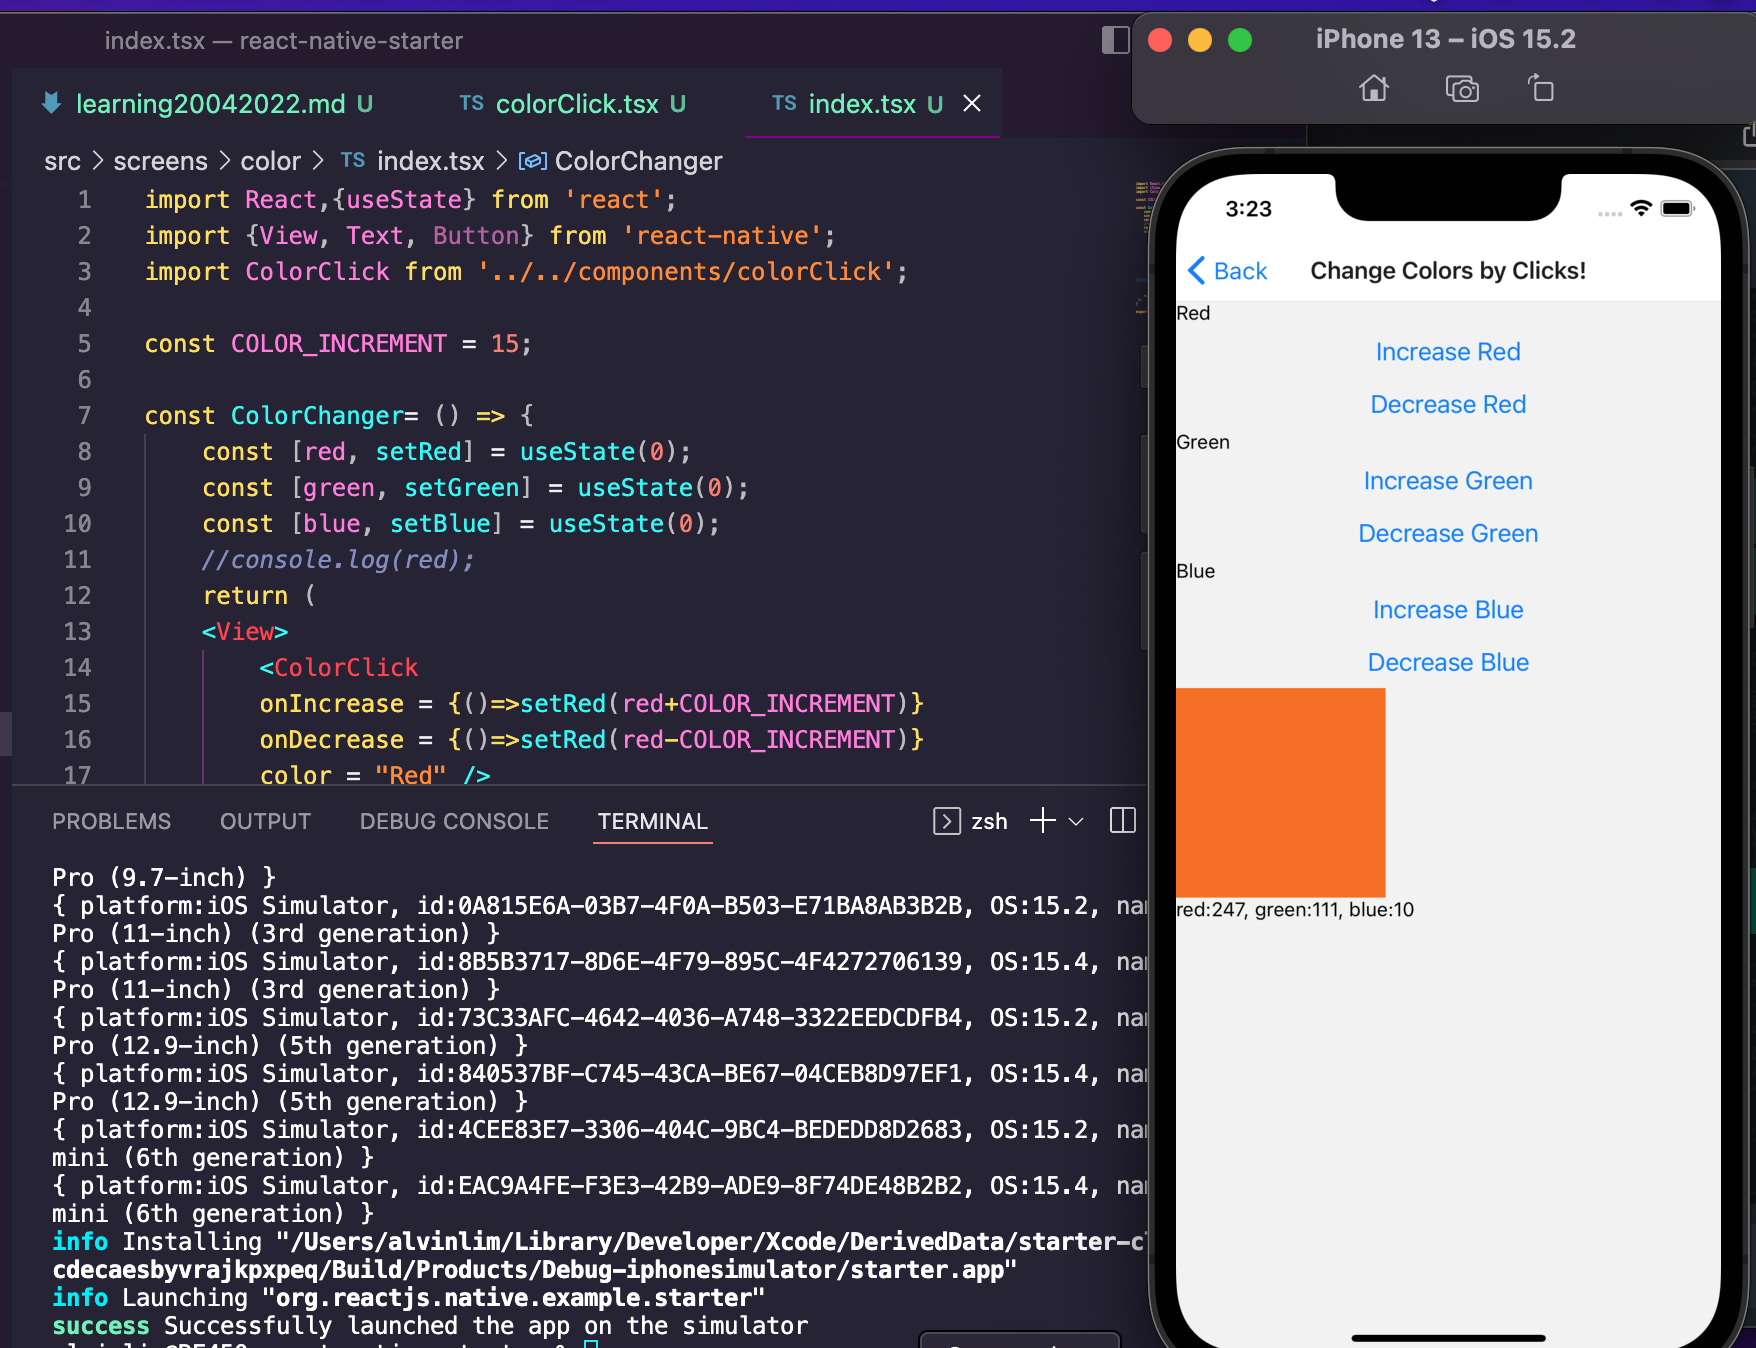 index.tsx — react-native-starter
learning20042022.md U
TS colorClick.tsx U
TS index.tsx U
src > screens > color > TS index.tsx > ColorChanger
1 import React,{useState} from 'react';
2 import {View, Text, Button} from 'react-native';
3 import ColorClick from '../../components/colorClick';
4
5 const COLOR_INCREMENT = 15;
6
7 const ColorChanger= () => {
8 const [red, setRed] = useState(0);
9 const [green, setGreen] = useState(0);
10 const [blue, setBlue] = useState(0);
11 //console.log(red);
12 return (
13 <View>
14 <ColorClick
15 onIncrease = {()=>setRed(red+COLOR_INCREMENT)}
16 onDecrease = {()=>setRed(red-COLOR_INCREMENT)}
17 color = "Red" />
PROBLEMS OUTPUT DEBUG CONSOLE TERMINAL zsh
Pro (9.7-inch) }
{ platform:iOS Simulator, id:0A815E6A-03B7-4F0A-B503-E71BA8AB3B2B, OS:15.2,
Pro (11-inch) (3rd generation) }
{ platform:iOS Simulator, id:8B5B3717-8D6E-4F79-895C-4F4272706139, OS:15.4,
Pro (11-inch) (3rd generation) }
{ platform:iOS Simulator, id:73C33AFC-4642-4036-A748-3322EEDCDFB4, OS:15.2,
Pro (12.9-inch) (5th generation) }
{ platform:iOS Simulator, id:840537BF-C745-43CA-BE67-04CEB8D97EF1, OS:15.4,
Pro (12.9-inch) (5th generation) }
{ platform:iOS Simulator, id:4CEE83E7-3306-404C-9BC4-BEDEDD8D2683, OS:15.2,
mini (6th generation) }
{ platform:iOS Simulator, id:EAC9A4FE-F3E3-42B9-ADE9-8F74DE48B2B2, OS:15.4,
mini (6th generation) }
info Installing "/Users/alvinlim/Library/Developer/Xcode/DerivedData/starter-c
cdecaesbyvrajkpxpeq/Build/Products/Debug-iphonesimulator/starter.app"
info Launching "org.reactjs.native.example.starter"
success Successfully launched the app on the simulator
iPhone 13 – iOS 15.2
3:23
Back
Change Colors by Clicks!
Red
Increase Red
Decrease Red
Green
Increase Green
Decrease Green
Blue
Increase Blue
Decrease Blue
red:247, green:111, blue:10